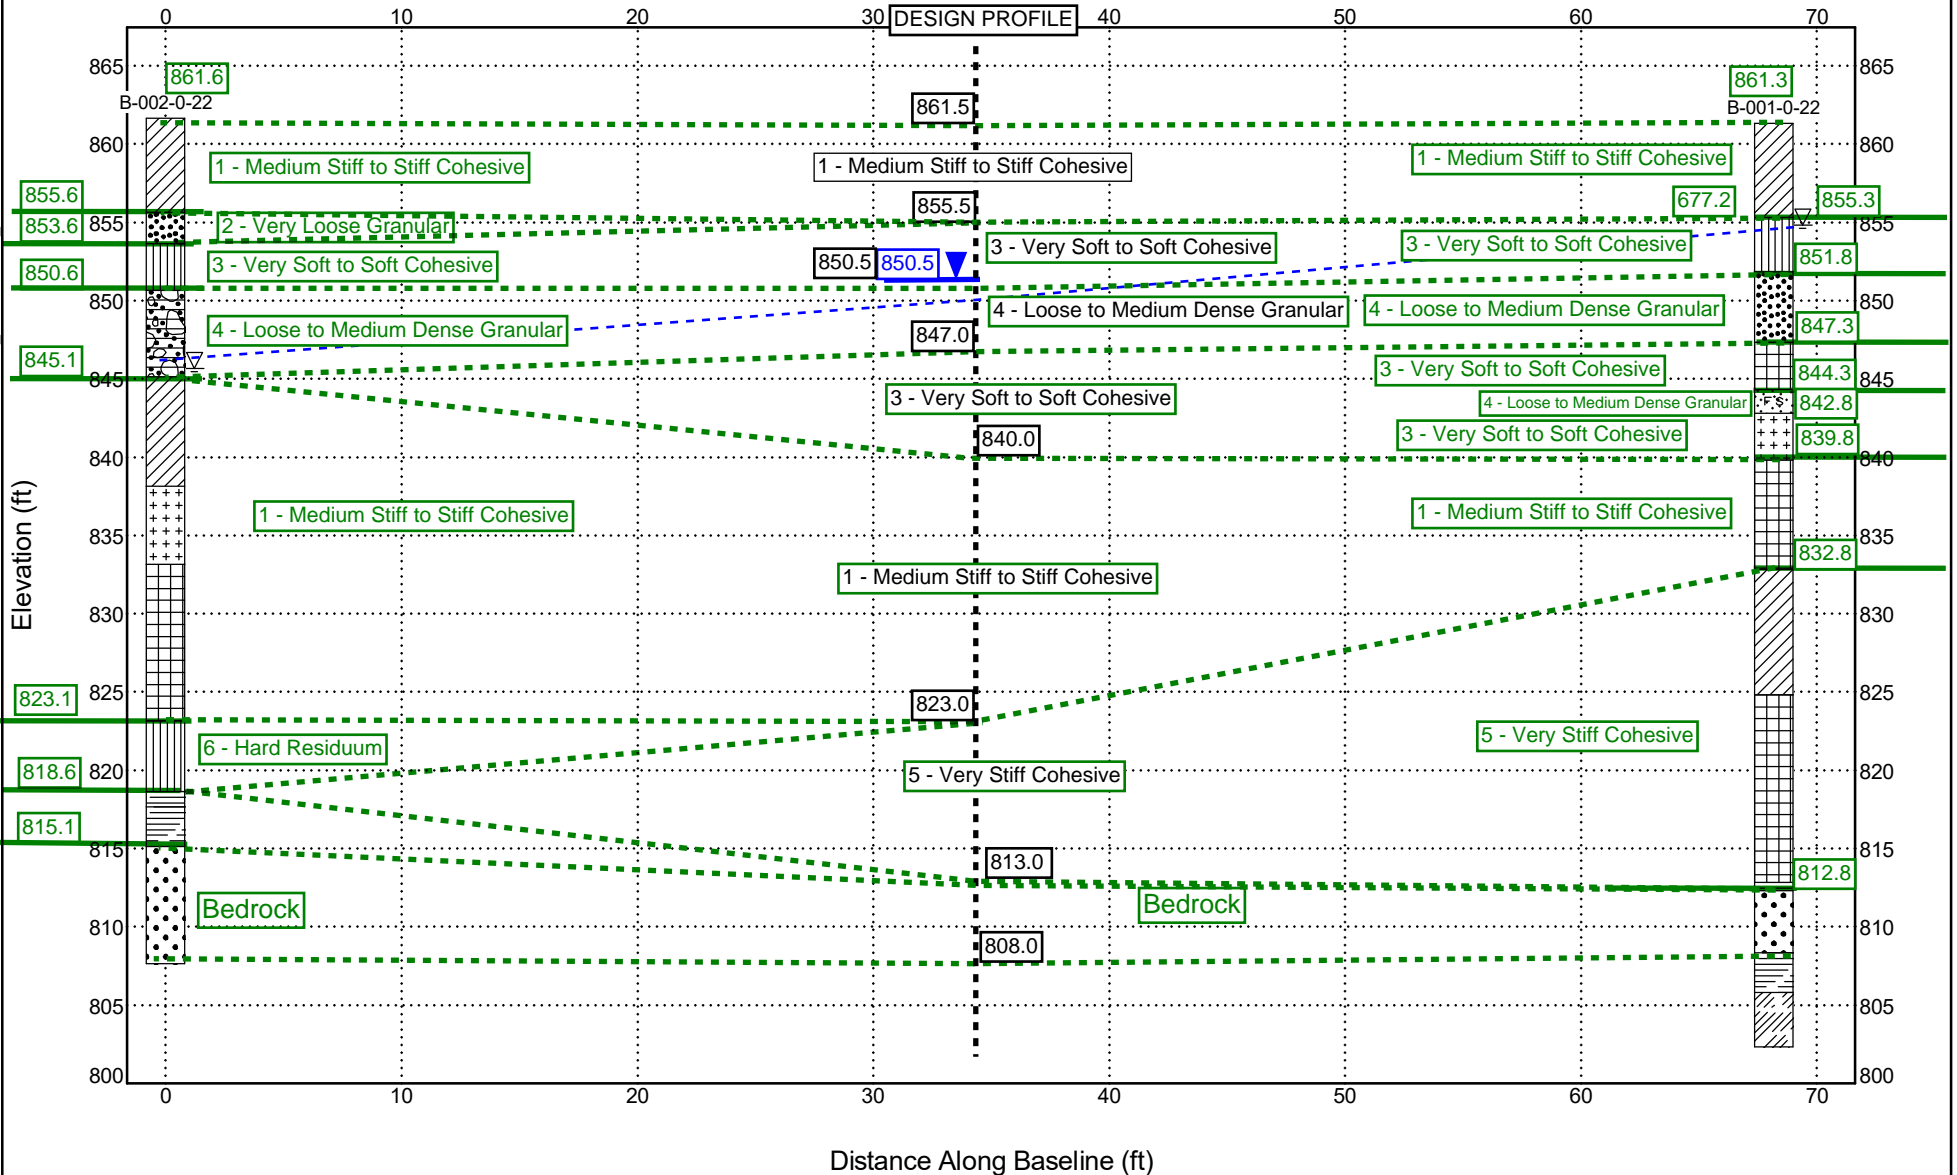 0 10 20 30 DESIGN PROFILE 40 50 60 70
865 861.6 861.3 865
B-002-0-22 861.5 B-001-0-22
860 860
1 - Medium Stiff to Stiff Cohesive 1 - Medium Stiff to Stiff Cohesive 1 - Medium Stiff to Stiff Cohesive
855.6 855.5 677.2 855.3
853.6 855 2 - Very Loose Granular 855
3 - Very Soft to Soft Cohesive 850.5 850.5 3 - Very Soft to Soft Cohesive 3 - Very Soft to Soft Cohesive 851.8
850.6
850 850
4 - Loose to Medium Dense Granular 4 - Loose to Medium Dense Granular 4 - Loose to Medium Dense Granular
847.0 847.3
845.1 3 - Very Soft to Soft Cohesive 844.3
845 845
3 - Very Soft to Soft Cohesive 4 - Loose to Medium Dense Granular F S 842.8
840.0 3 - Very Soft to Soft Cohesive 839.8
840 840
1 - Medium Stiff to Stiff Cohesive 1 - Medium Stiff to Stiff Cohesive
835 835
832.8
1 - Medium Stiff to Stiff Cohesive
Elevation (ft)
830 830
825 825
823.1 823.0
6 - Hard Residuum 5 - Very Stiff Cohesive
818.6 820 5 - Very Stiff Cohesive 820
815.1
815 815
813.0 812.8
Bedrock Bedrock
810 810
808.0
805 805
800 800
0 10 20 30 40 50 60 70
Distance Along Baseline (ft)